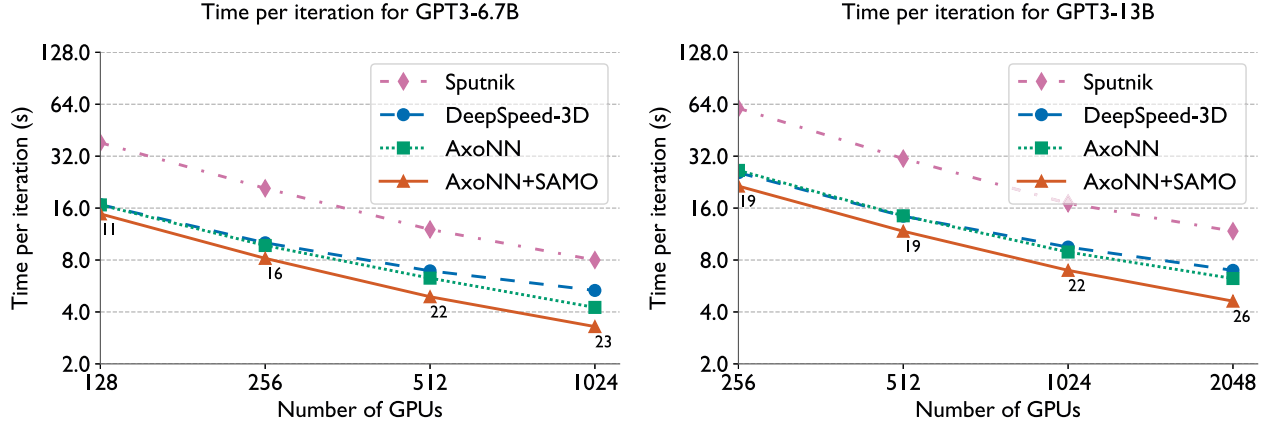 Time per iteration for GPT3-6.7B
128.0
64.0
32.0
16.0
8.0
4.0
2.0
Time per iteration (s)
Sputnik
DeepSpeed-3D
AxoNN
AxoNN+SAMO
11
16
22
23
128
256
512
1024
Number of GPUs
Time per iteration for GPT3-13B
128.0
64.0
32.0
16.0
8.0
4.0
2.0
Time per iteration (s)
Sputnik
DeepSpeed-3D
AxoNN
AxoNN+SAMO
19
19
22
26
256
512
1024
2048
Number of GPUs